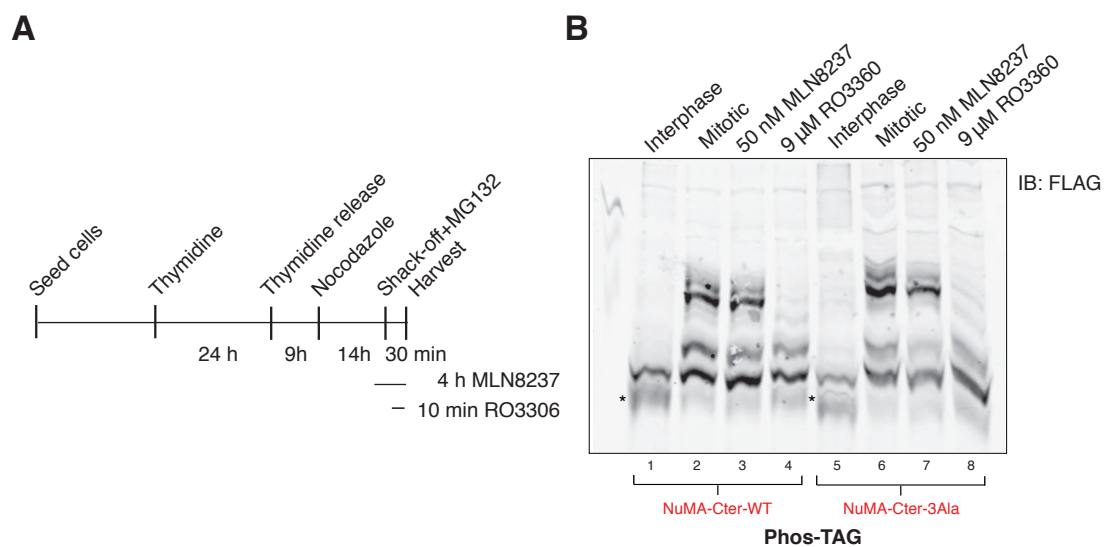 A
Seed cells
Thymidine
Thymidine release
Nocodazole
Shack-off+MG132
Harvest
24 h
9h
14h
30 min
4 h MLN8237
10 min RO3306
B
Interphase
Mitotic
50 nM MLN8237
9 µM RO3360
Interphase
Mitotic
50 nM MLN8237
9 µM RO3360
IB: FLAG
*
*
1 2 3 4 5 6 7 8
NuMA-Cter-WT
NuMA-Cter-3Ala
Phos-TAG